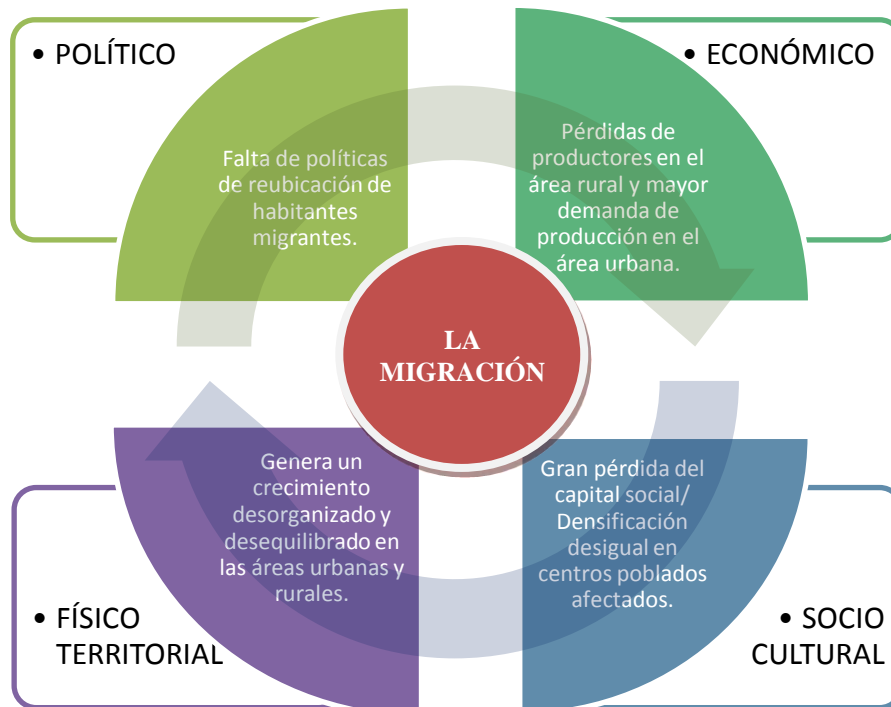 • POLÍTICO
Falta de políticas
de reubicación de
habitantes
migrantes.
• ECONÓMICO
Pérdidas de
productores en el
área rural y mayor
demanda de
producción en el
área urbana.
LA
MIGRACIÓN
Genera un
crecimiento
desorganizado y
desequilibrado en
las áreas urbanas y
rurales.
• FÍSICO
TERRITORIAL
Gran pérdida del
capital social/
Densificación
desigual en
centros poblados
afectados.
• SOCIO
CULTURAL